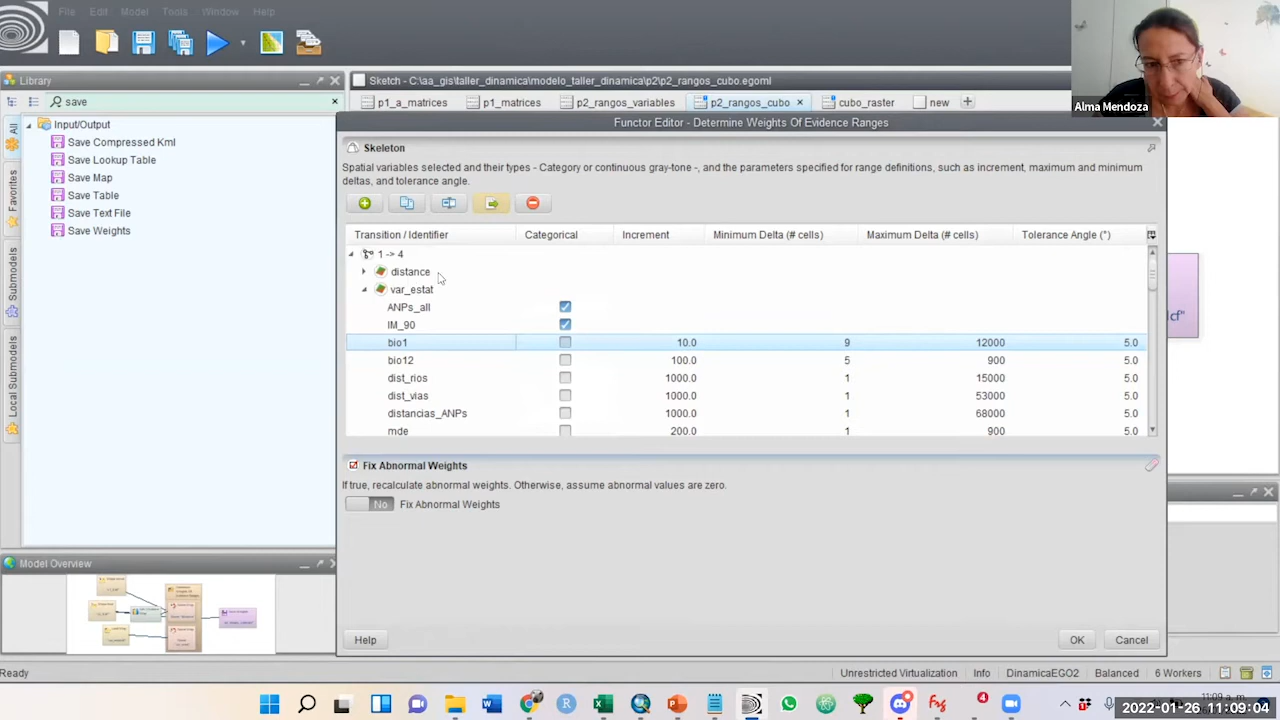 File Edit Model Tools Window Help
Library
Sketch - C:\aa_gis\taller_dinamica\modelo_taller_dinamica\p2\p2_rangos_cubo.egoml
save
p1_a_matrices p1_matrices p2_rangos_variables p2_rangos_cubo cubo_raster new
Alma Mendoza
Functor Editor - Determine Weights Of Evidence Ranges
All
Favorites
Submodels
Local Submodels
Input/Output
Save Compressed Kml
Save Lookup Table
Save Map
Save Table
Save Text File
Save Weights
Skeleton
Spatial variables selected and their types - Category or continuous gray-tone -, and the parameters specified for range definitions, such as increment, maximum and minimum
deltas, and tolerance angle.
Transition / Identifier Categorical Increment Minimum Delta (# cells) Maximum Delta (# cells) Tolerance Angle (°)
1 -> 4
distance
var_estat
ANPs_all
IM_90
bio1 10.0 9 12000 5.0
bio12 100.0 5 900 5.0
dist_rios 1000.0 1 15000 5.0
dist_vias 1000.0 1 53000 5.0
distancias_ANPs 1000.0 1 68000 5.0
mde 200.0 1 900 5.0
Fix Abnormal Weights
If true, recalculate abnormal weights. Otherwise, assume abnormal values are zero.
No Fix Abnormal Weights
Model Overview
Help OK Cancel
Ready Unrestricted Virtualization Info DinamicaEGO2 Balanced 6 Workers
2022-01-26 11:09:04